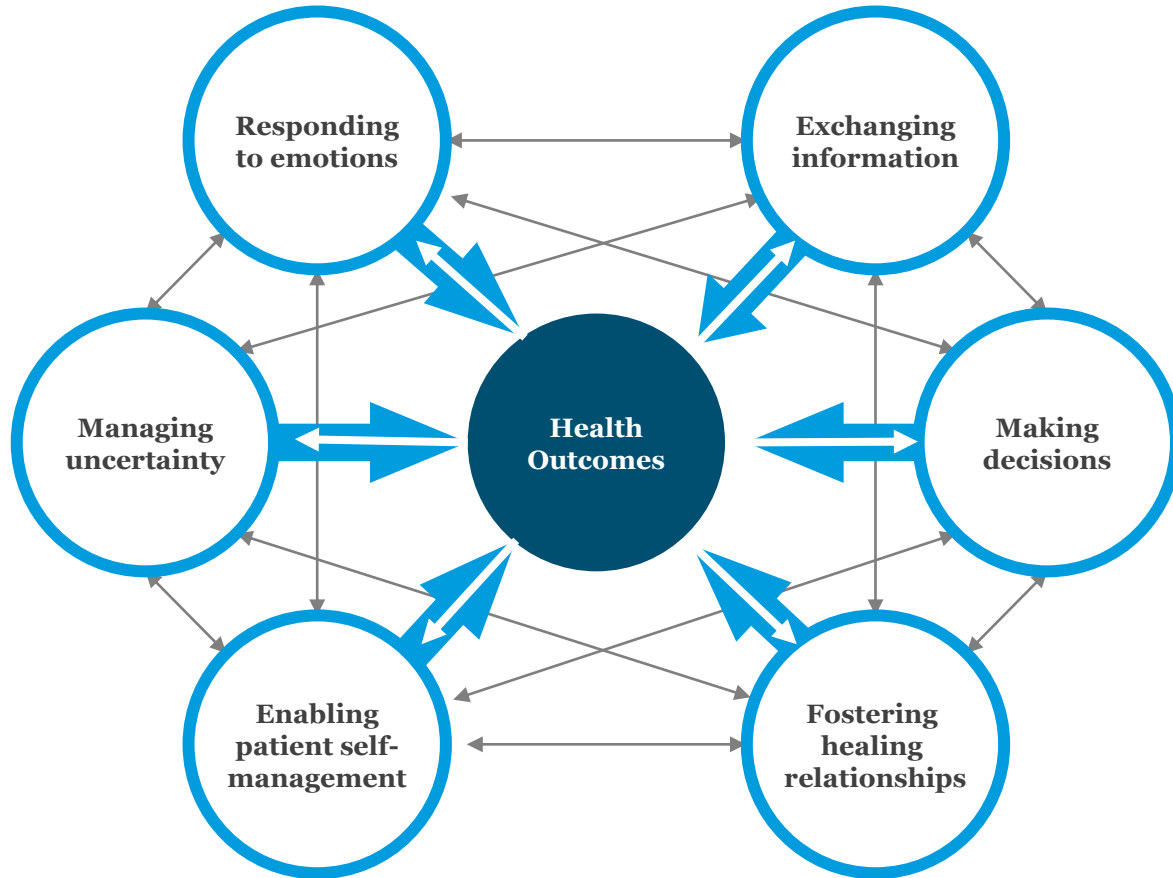 Responding
to emotions
Exchanging
information
Managing
uncertainty
Health
Outcomes
Making
decisions
Enabling
patient self-
management
Fostering
healing
relationships